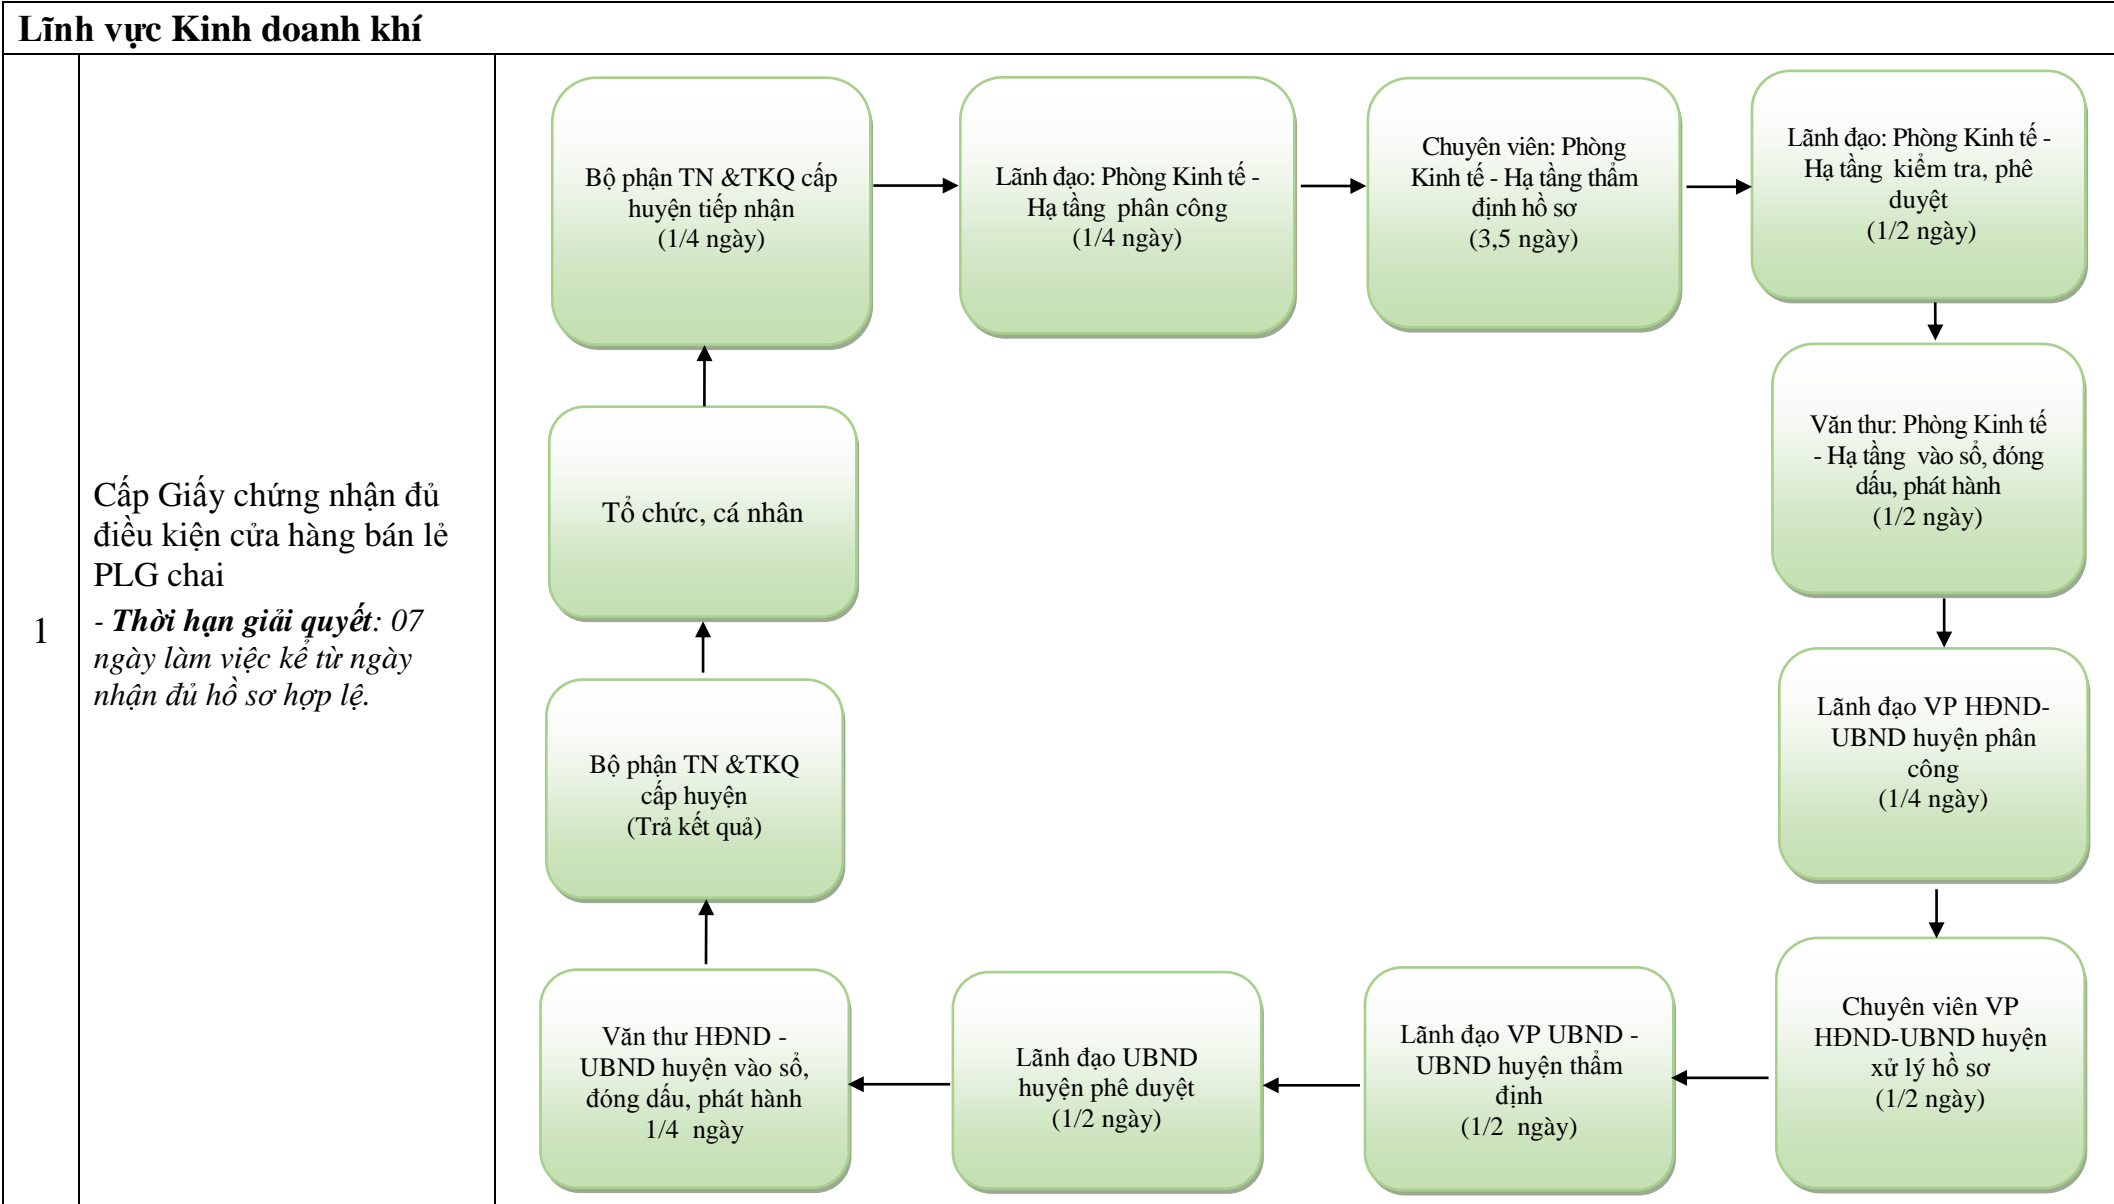 Lĩnh vực Kinh doanh khí
1
Cấp Giấy chứng nhận đủ
điều kiện cửa hàng bán lẻ
PLG chai
- Thời hạn giải quyết: 07
ngày làm việc kể từ ngày
nhận đủ hồ sơ hợp lệ.
Bộ phận TN &TKQ cấp
huyện tiếp nhận
(1/4 ngày)
Lãnh đạo: Phòng Kinh tế -
Hạ tầng phân công
(1/4 ngày)
Chuyên viên: Phòng
Kinh tế - Hạ tầng thẩm
định hồ sơ
(3,5 ngày)
Lãnh đạo: Phòng Kinh tế -
Hạ tầng kiểm tra, phê
duyệt
(1/2 ngày)
Văn thư: Phòng Kinh tế
- Hạ tầng vào sổ, đóng
dấu, phát hành
(1/2 ngày)
Lãnh đạo VP HĐND-
UBND huyện phân
công
(1/4 ngày)
Chuyên viên VP
HĐND-UBND huyện
xử lý hồ sơ
(1/2 ngày)
Lãnh đạo VP UBND -
UBND huyện thẩm
định
(1/2 ngày)
Lãnh đạo UBND
huyện phê duyệt
(1/2 ngày)
Văn thư HĐND -
UBND huyện vào sổ,
đóng dấu, phát hành
1/4 ngày
Bộ phận TN &TKQ
cấp huyện
(Trả kết quả)
Tổ chức, cá nhân